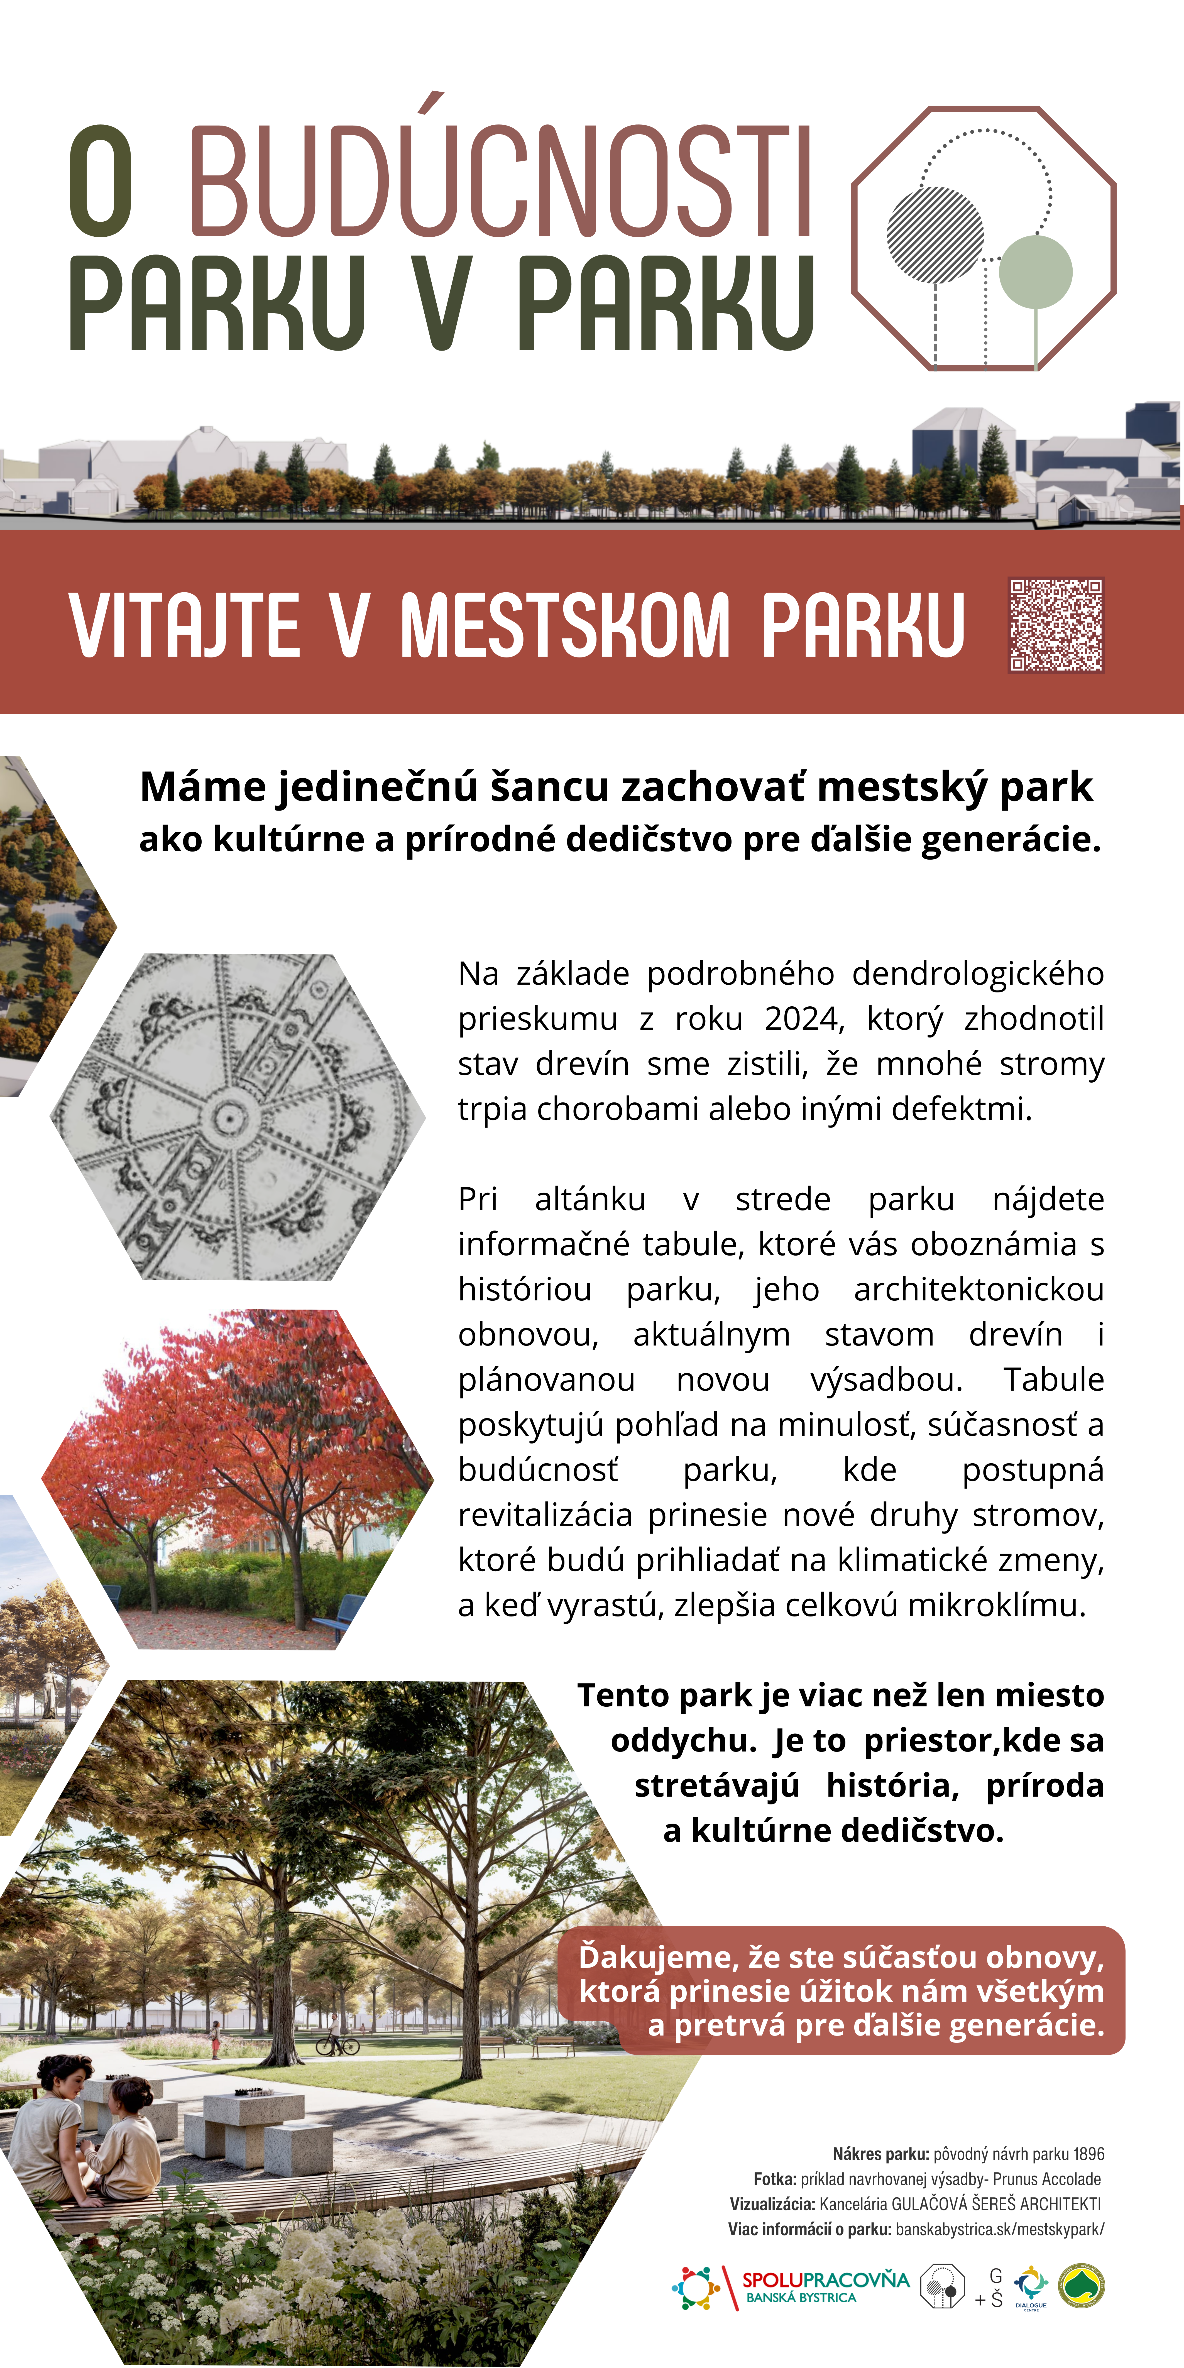 O BUDÚCNOSTI
PARKU V PARKU
VITAJTE V MESTSKOM PARKU
Máme jedinečnú šancu zachovať mestský park
ako kultúrne a prírodné dedičstvo pre ďalšie generácie.
Na základe podrobného dendrologického
prieskumu z roku 2024, ktorý zhodnotil
stav drevín sme zistili, že mnohé stromy
trpia chorobami alebo inými defektmi.
Pri altánku v strede parku nájdete
informačné tabule, ktoré vás oboznámia s
históriou parku, jeho architektonickou
obnovou, aktuálnym stavom drevín i
plánovanou novou výsadbou. Tabule
poskytujú pohľad na minulosť, súčasnosť a
budúcnosť parku, kde postupná
revitalizácia prinesie nové druhy stromov,
ktoré budú prihliadať na klimatické zmeny,
a keď vyrastú, zlepšia celkovú mikroklímu.
Tento park je viac než len miesto
oddychu. Je to priestor,kde sa
stretávajú história, príroda
a kultúrne dedičstvo.
Ďakujeme, že ste súčasťou obnovy,
ktorá prinesie úžitok nám všetkým
a pretrvá pre ďalšie generácie.
Nákres parku: pôvodný návrh parku 1896
Fotka: príklad navrhovanej výsadby- Prunus Accolade
Vizualizácia: Kancelária GULAČOVÁ ŠEREŠ ARCHITEKTI
Viac informácií o parku: banskabystrica.sk/mestskypark/
SPOLUPRACOVŇA
BANSKÁ BYSTRICA
G
+ Š
DIALOGUE
CENTRE